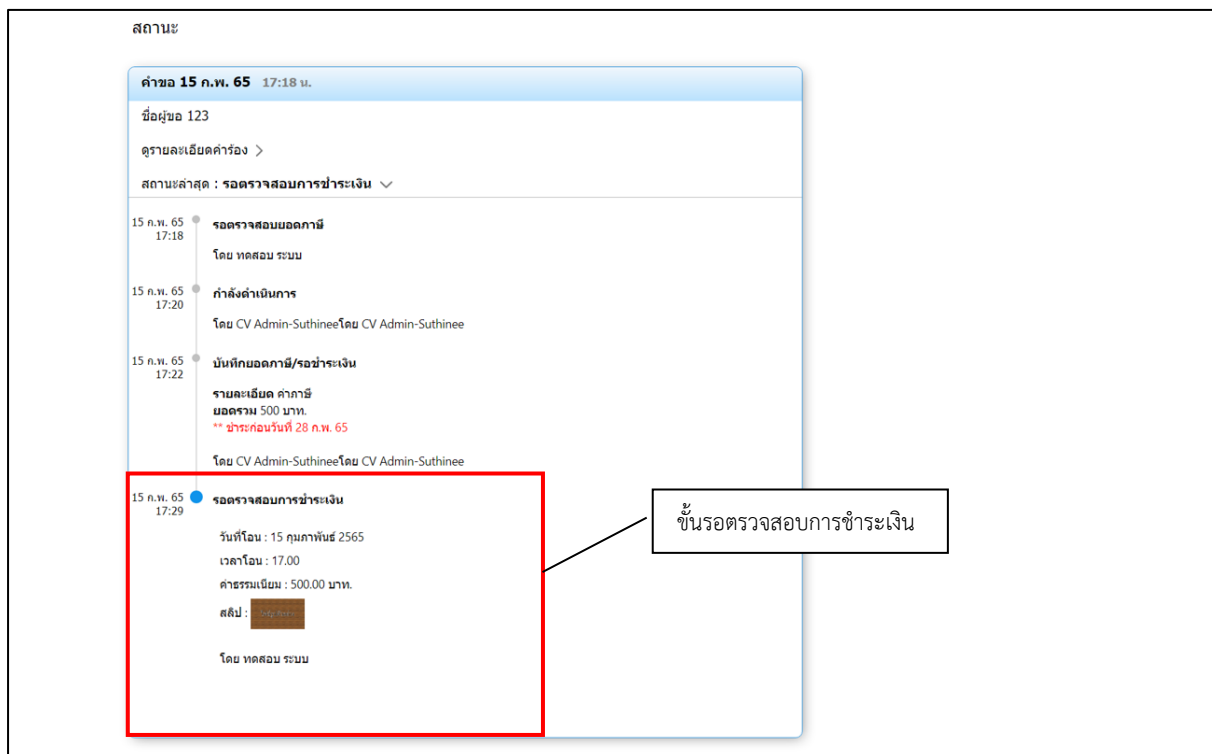 สถานะ
คำขอ 15 ก.พ. 65 17:18 น.
ชื่อผู้ขอ 123
ดูรายละเอียดคำร้อง >
สถานะล่าสุด : รอตรวจสอบการชำระเงิน
15 ก.พ. 65 รอตรวจสอบยอดภาษี
17:18
โดย ทดสอบ ระบบ
15 ก.พ. 65 กำลังดำเนินการ
17:20
โดย CV Admin-Suthineeโดย CV Admin-Suthinee
15 ก.พ. 65 บันทึกยอดภาษี/รอชำระเงิน
17:22
รายละเอียด ค่าภาษี
ยอดรวม 500 บาท.
** ชำระก่อนวันที่ 28 ก.พ. 65
โดย CV Admin-Suthineeโดย CV Admin-Suthinee
15 ก.พ. 65 รอตรวจสอบการชำระเงิน
17:29
วันที่โอน : 15 กุมภาพันธ์ 2565
เวลาโอน : 17.00
ค่าธรรมเนียม : 500.00 บาท.
สลิป :
โดย ทดสอบ ระบบ
ขั้นรอตรวจสอบการชำระเงิน